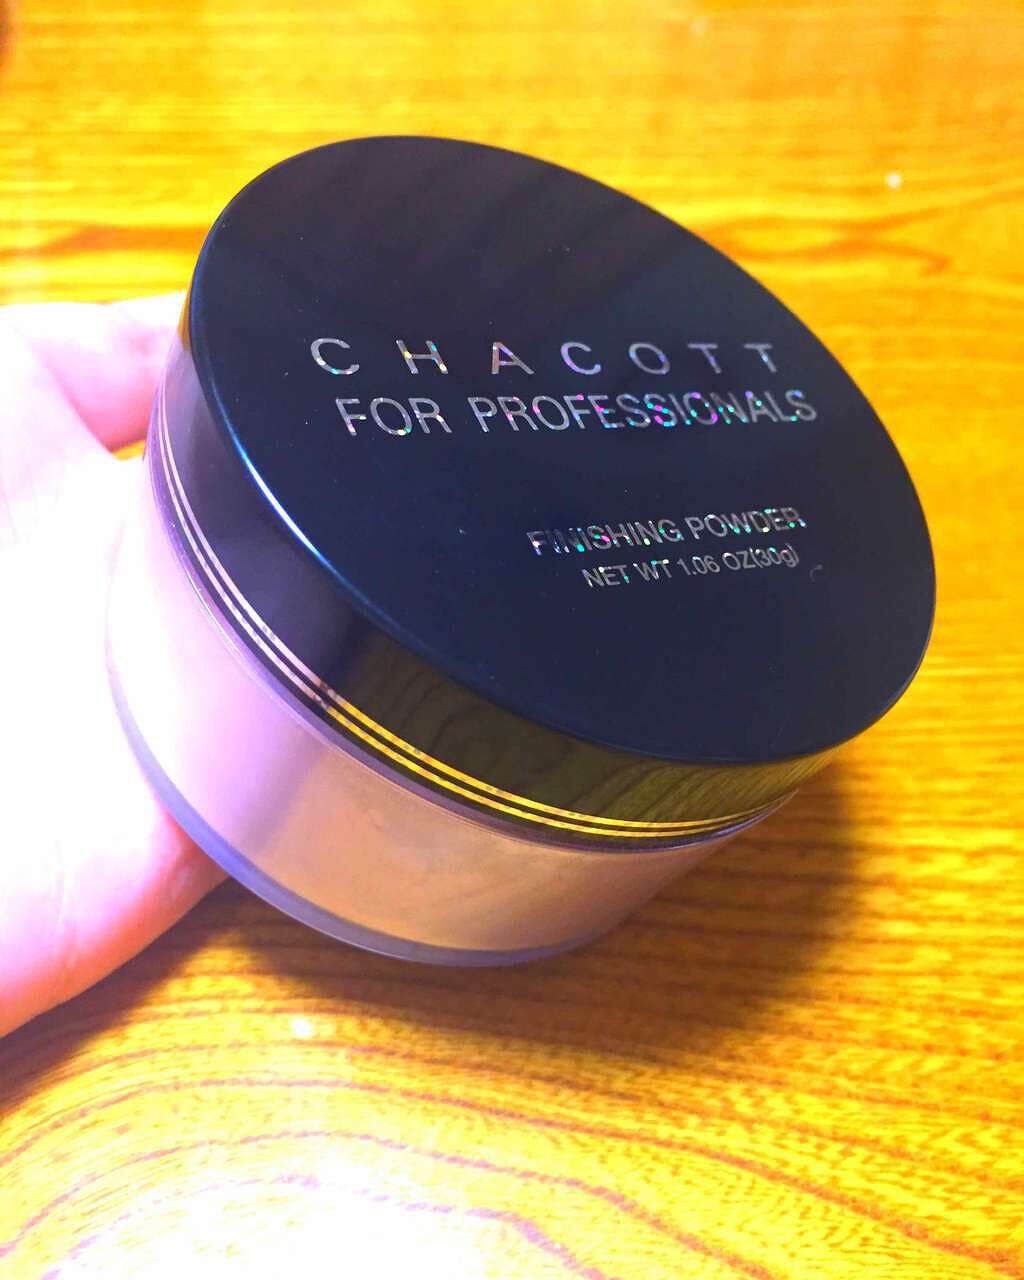 CHACOTT
FOR PROFESSIONALS
FINISHING POWDER
NET WT 1.06 OZ(30g)